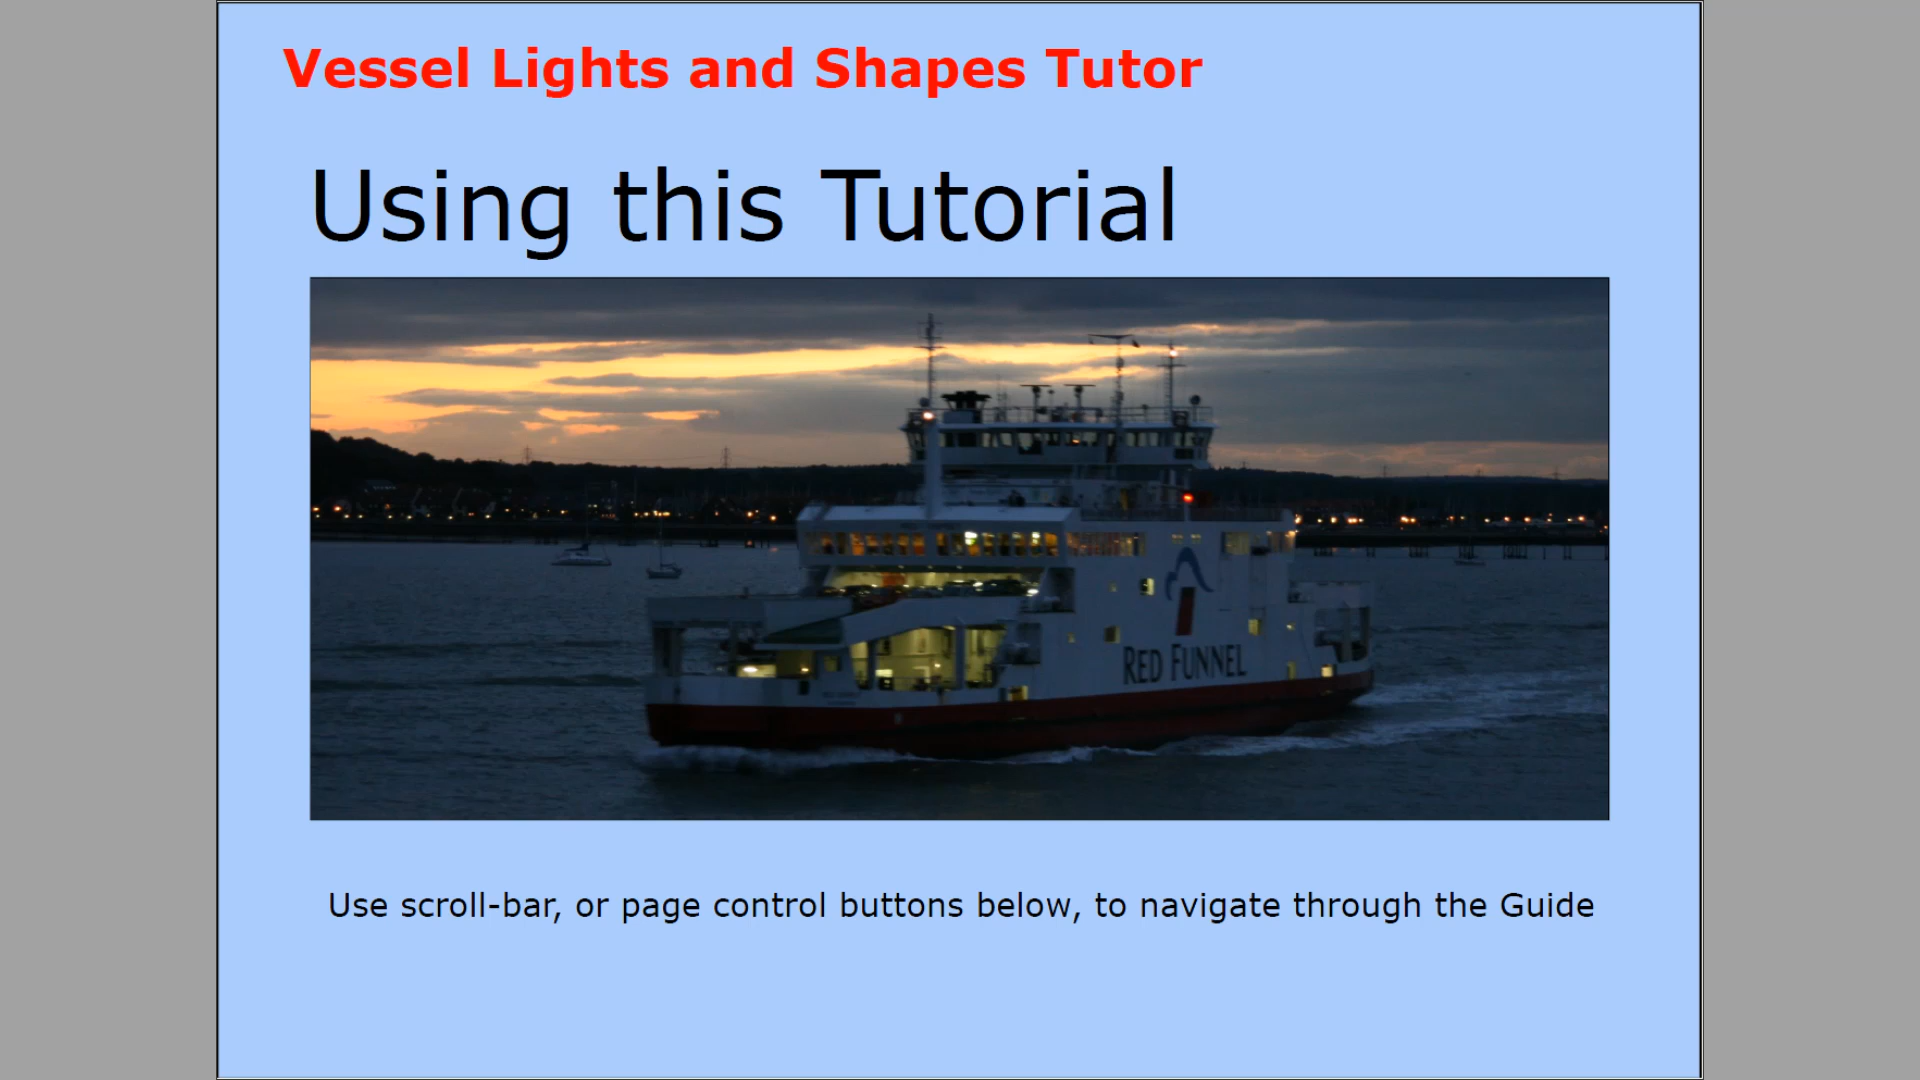 Vessel Lights and Shapes Tutor
Using this Tutorial
RED FUNNEL
Use scroll-bar, or page control buttons below, to navigate through the Guide